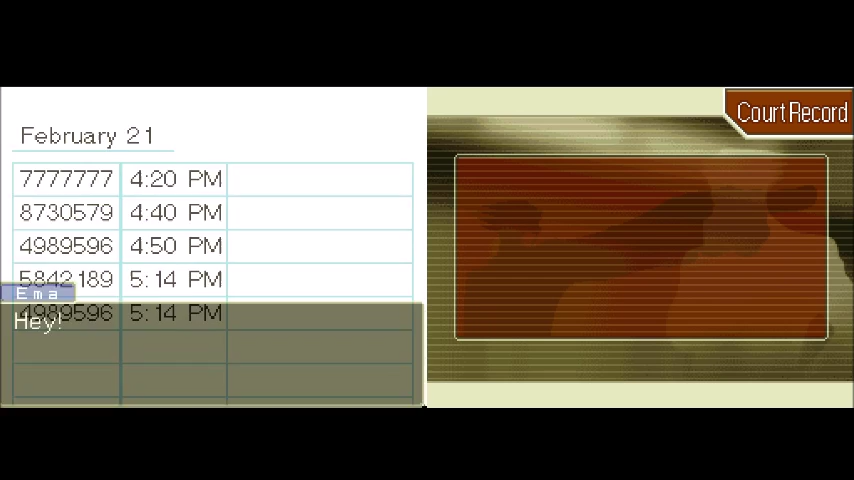 February 21
7777777 4:20 PM
8730579 4:40 PM
4989596 4:50 PM
5842189 5:14 PM
4989596 5:14 PM
Ema
Hey!
Court Record